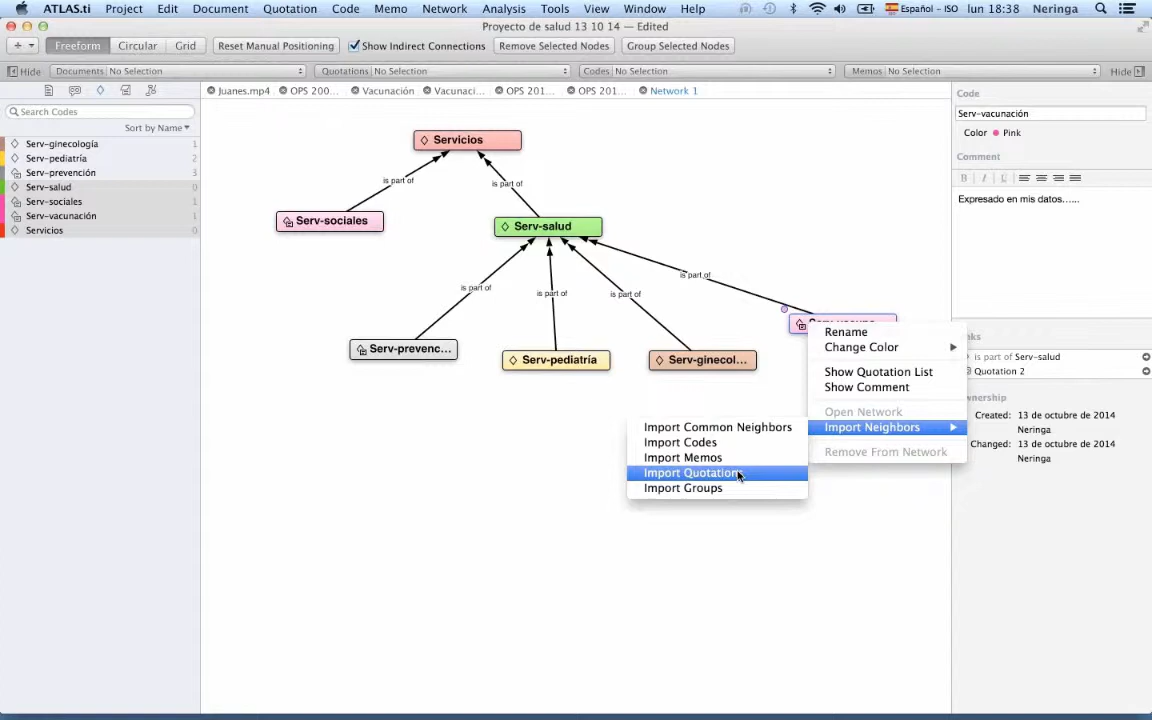 ATLAS.ti Project Edit Document Quotation Code Memo Network Analysis Tools View Window Help Español – ISO lun 18:38 Neringa
Proyecto de salud 13 10 14 — Edited
Freeform Circular Grid Reset Manual Positioning Show Indirect Connections Remove Selected Nodes Group Selected Nodes
Hide Documents No Selection Quotations No Selection Codes No Selection Memos No Selection Hide
Juanes.mp4 OPS 200... Vacunación Vacunaci... OPS 201... OPS 201... Network 1
Search Codes
Sort by Name
Serv-ginecología 1
Serv-pediatría 2
Serv-prevención 3
Serv-salud 0
Serv-sociales 1
Serv-vacunación 1
Servicios 0
Servicios
is part of
is part of
Serv-sociales
Serv-salud
is part of
is part of
is part of
is part of
Serv-prevenc...
Serv-pediatría
Serv-ginecol...
Rename
Change Color
Show Quotation List
Show Comment
Open Network
Import Neighbors
Remove From Network
Import Common Neighbors
Import Codes
Import Memos
Import Quotations
Import Groups
Code
Serv-vacunación
Color Pink
Comment
B I U
Expresado en mis datos......
is part of Serv-salud
Quotation 2
Created: 13 de octubre de 2014
Neringa
Changed: 13 de octubre de 2014
Neringa